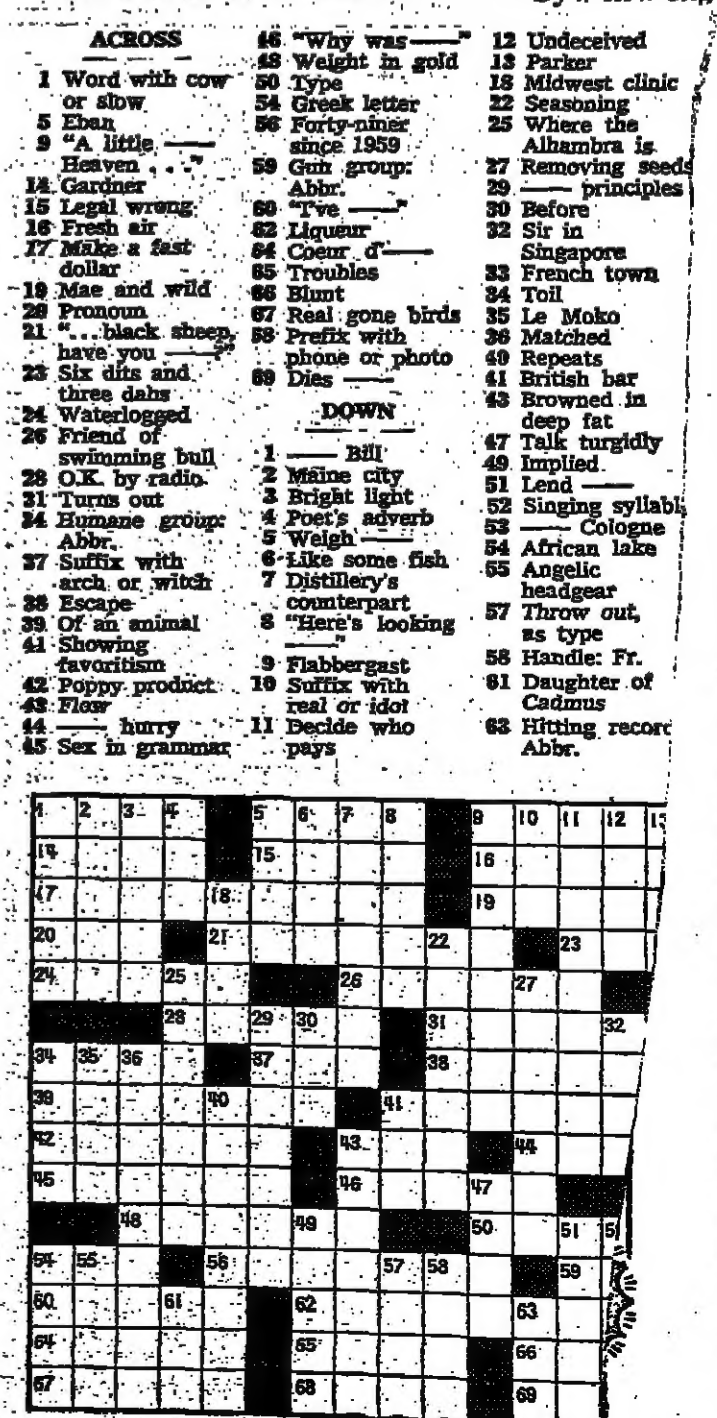 ACROSS
1 Word with cow
or slow
5 Eban
9 "A little ——
Heaven . . ."
14 Gardner
15 Legal wrong
16 Fresh air
17 Make a fast
dollar
19 Mae and wild
20 Pronoun
21 "...black sheep,
have you ——?"
23 Six dits and
three dahs
24 Waterlogged
26 Friend of
swimming bull
28 O.K. by radio
31 Turns out
34 Humane group:
Abbr.
37 Suffix with
arch or witch
38 Escape
39 Of an animal
41 Showing
favoritism
42 Poppy product
43 Flow
44 —— hurry
45 Sex in grammar
46 "Why was ——"
48 Weight in gold
50 Type
54 Greek letter
56 Forty-niner
since 1959
59 Gun group:
Abbr.
60 "I've ——"
62 Liqueur
64 Coeur d'——
65 Troubles
66 Blunt
67 Real gone birds
68 Prefix with
phone or photo
69 Dies ——
DOWN
1 —— Bill
2 Maine city
3 Bright light
4 Poet's adverb
5 Weigh ——
6 Like some fish
7 Distillery's
counterpart
8 "Here's looking
——"
9 Flabbergast
10 Suffix with
real or idol
11 Decide who
pays
12 Undeceived
13 Parker
18 Midwest clinic
22 Seasoning
25 Where the
Alhambra is
27 Removing seeds
29 —— principles
30 Before
32 Sir in
Singapore
33 French town
34 Toil
35 Le Moko
36 Matched
40 Repeats
41 British bar
43 Browned in
deep fat
47 Talk turgidly
49 Implied
51 Lend ——
52 Singing syllabl
53 —— Cologne
54 African lake
55 Angelic
headgear
57 Throw out,
as type
58 Handle: Fr.
61 Daughter of
Cadmus
63 Hitting record
Abbr.
1 2 3 4 5 6 7 8 9 10 11 12
14 15 16
17 18 19
20 21 22 23
24 25 26 27
28 29 30 31 32
34 35 36 37 38
39 40 41
42 43 44
45 46 47
48 49 50 51
54 55 56 57 58 59
60 61 62 63
64 65 66
67 68 69